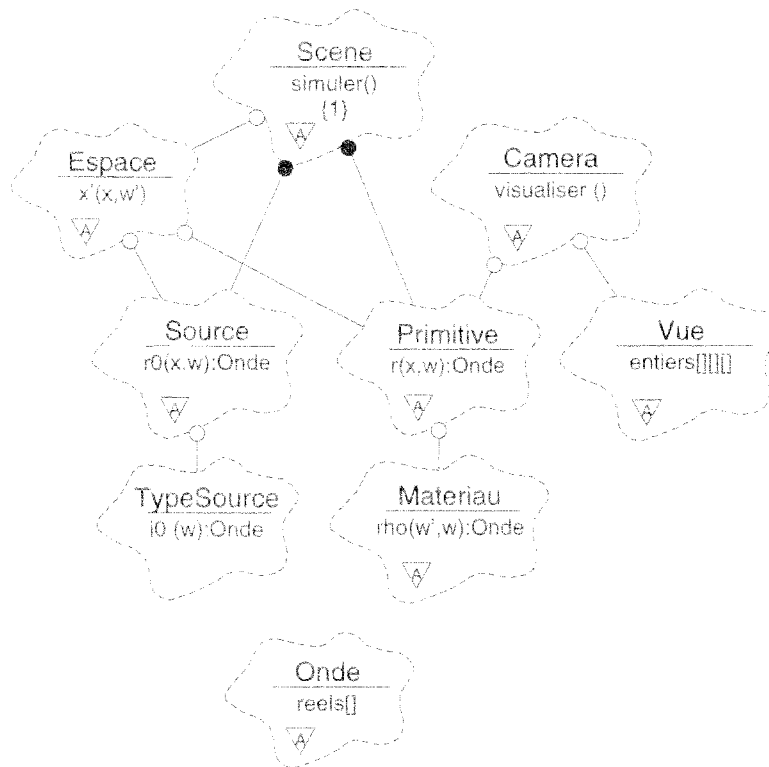 Scene
simuler()
{1}
A
Espace
x'(x,w')
A
Camera
visualiser ()
A
Source
r0(x.w):Onde
A
Primitive
r(x,w):Onde
A
Vue
entiers[][][]
A
TypeSource
i0 (w):Onde
Materiau
rho(w',w):Onde
A
Onde
reels[]
A